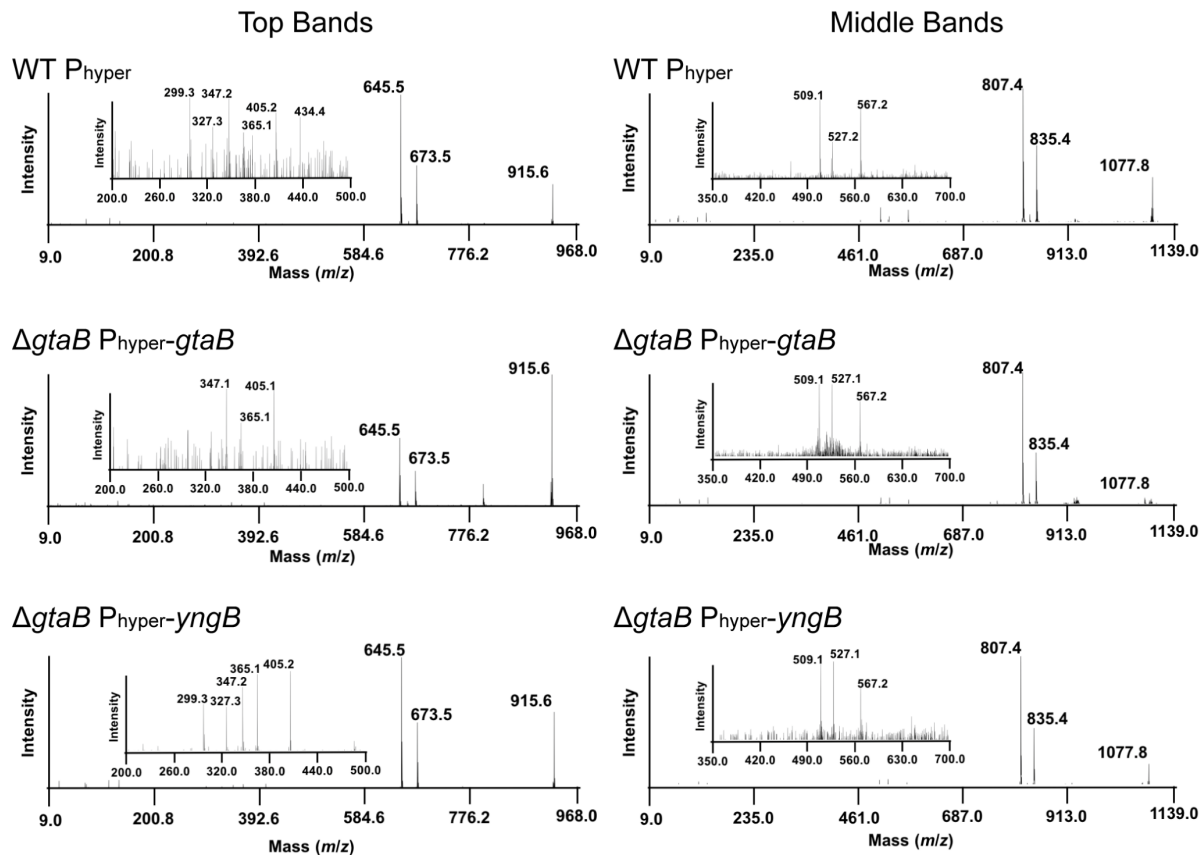 Top Bands
Middle Bands
WT Phyper
645.5
673.5
915.6
299.3
347.2
327.3
405.2
365.1
434.4
Intensity
200.0 260.0 320.0 380.0 440.0 500.0
Intensity
9.0 200.8 392.6 584.6 776.2 968.0
Mass (m/z)
WT Phyper
807.4
835.4
1077.8
509.1
567.2
527.2
Intensity
350.0 420.0 490.0 560.0 630.0 700.0
Intensity
9.0 235.0 461.0 687.0 913.0 1139.0
Mass (m/z)
ΔgtaB Phyper-gtaB
915.6
645.5
673.5
347.1
405.1
365.1
Intensity
200.0 260.0 320.0 380.0 440.0 500.0
Intensity
9.0 200.8 392.6 584.6 776.2 968.0
Mass (m/z)
ΔgtaB Phyper-gtaB
807.4
835.4
1077.8
509.1
527.1
567.2
Intensity
350.0 420.0 490.0 560.0 630.0 700.0
Intensity
9.0 235.0 461.0 687.0 913.0 1139.0
Mass (m/z)
ΔgtaB Phyper-yngB
645.5
673.5
915.6
365.1
405.2
347.2
299.3
327.3
Intensity
200.0 260.0 320.0 380.0 440.0 500.0
Intensity
9.0 200.8 392.6 584.6 776.2 968.0
Mass (m/z)
ΔgtaB Phyper-yngB
807.4
835.4
1077.8
509.1
527.1
567.2
Intensity
350.0 420.0 490.0 560.0 630.0 700.0
Intensity
9.0 235.0 461.0 687.0 913.0 1139.0
Mass (m/z)